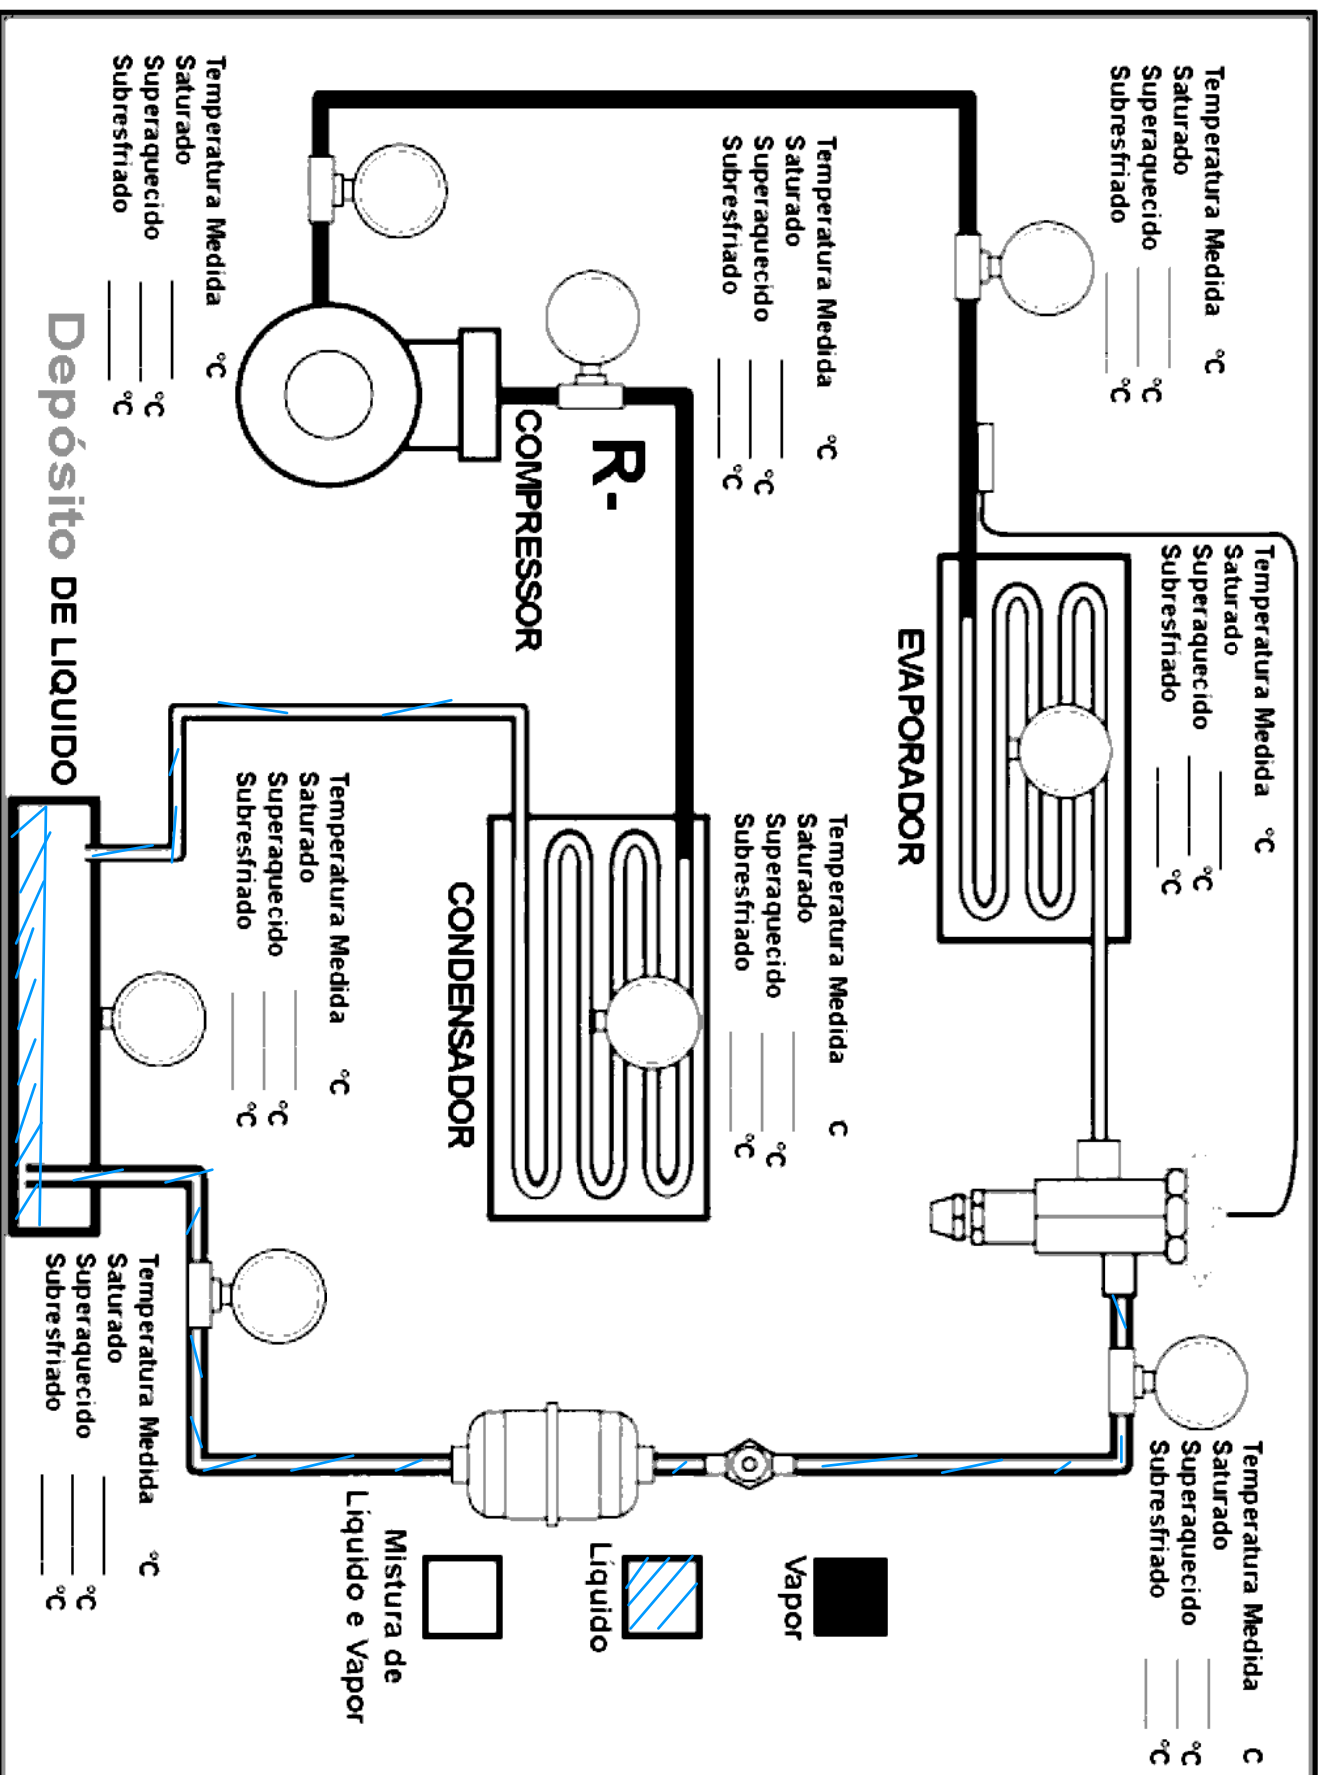 Temperatura Medida °C
Saturado
Superaquecido °C
Subresfriado °C
Temperatura Medida °C
Saturado
Superaquecido °C
Subresfriado °C
Temperatura Medida C
Saturado
Superaquecido °C
Subresfriado °C
EVAPORADOR
Temperatura Medida °C
Saturado
Superaquecido °C
Subresfriado °C
Temperatura Medida C
Saturado
Superaquecido °C
Subresfriado °C
Vapor
R-
Líquido
COMPRESSOR
CONDENSADOR
Mistura de
Líquido e Vapor
Temperatura Medida °C
Saturado
Superaquecido °C
Subresfriado °C
Temperatura Medida °C
Saturado
Superaquecido °C
Subresfriado °C
Temperatura Medida °C
Saturado
Superaquecido °C
Subresfriado °C
Depósito DE LIQUIDO